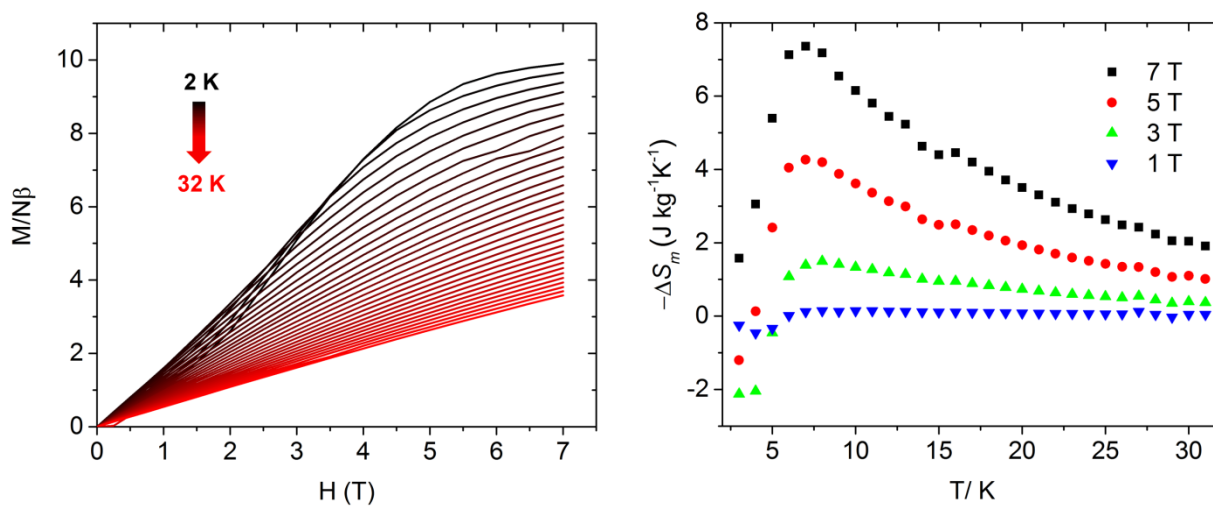 10
8
6
4
2
0
M/Nβ
2 K
32 K
0 1 2 3 4 5 6 7
H (T)
8
6
4
2
0
-2
−ΔSm (J kg-1K-1)
7 T
5 T
3 T
1 T
5 10 15 20 25 30
T/ K